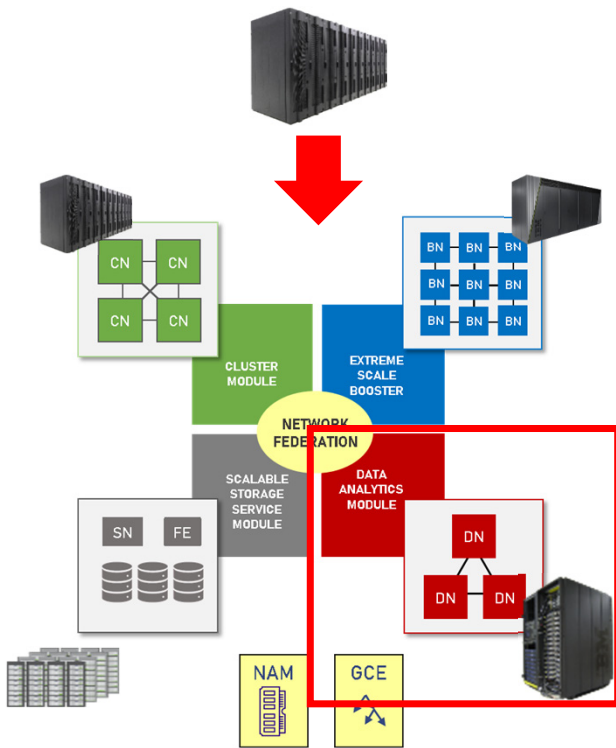 CN CN
CN CN
BN BN BN
BN BN BN
BN BN BN
CLUSTER
MODULE
EXTREME
SCALE
BOOSTER
NETWORK
FEDERATION
SCALABLE
STORAGE
SERVICE
MODULE
DATA
ANALYTICS
MODULE
SN FE
DN
DN DN
NAM
GCE
IBM